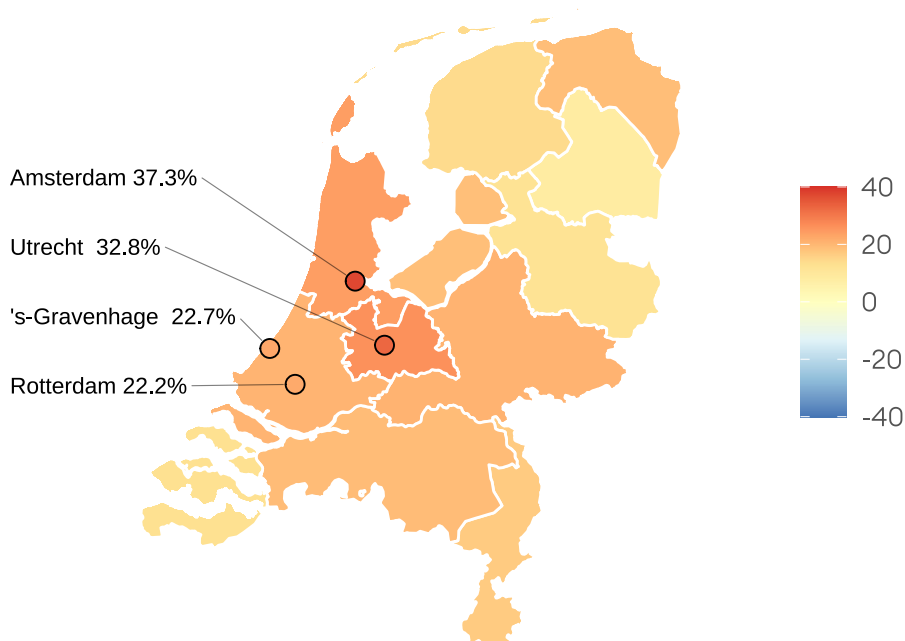 Amsterdam 37.3%
Utrecht 32.8%
's-Gravenhage 22.7%
Rotterdam 22.2%
40
20
0
-20
-40